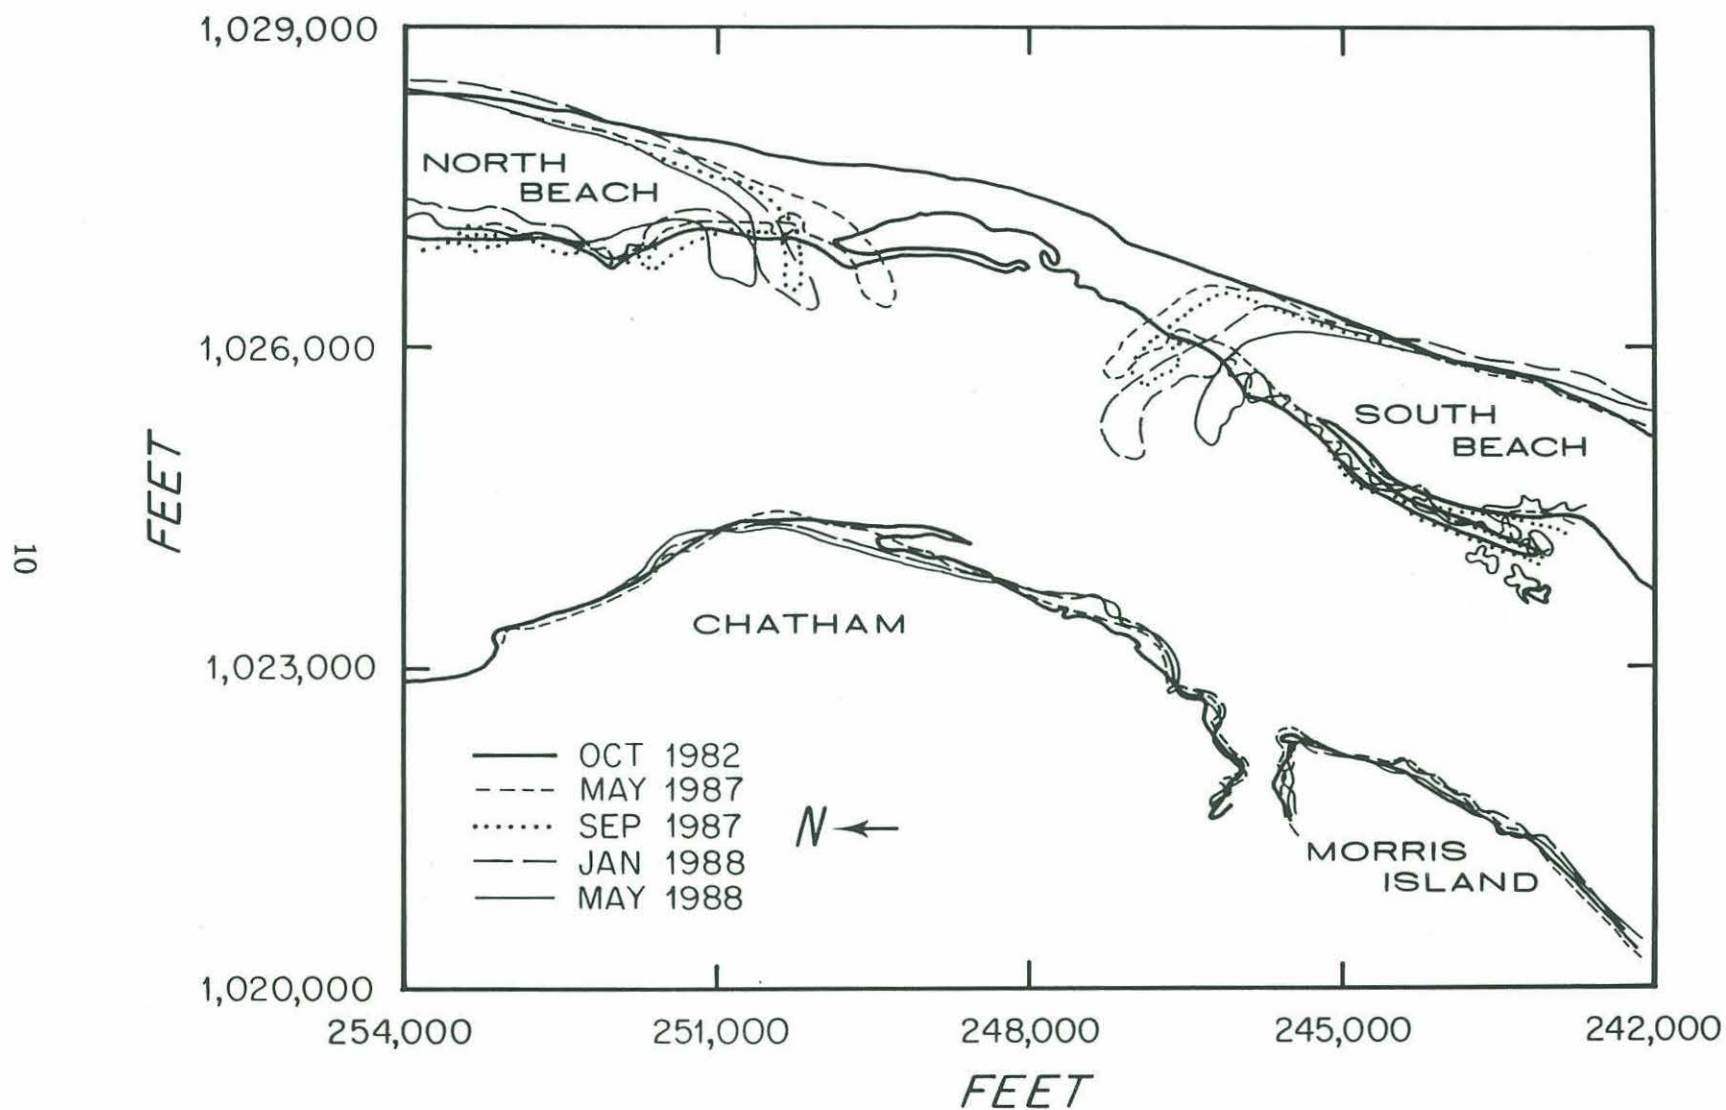 1,029,000
NORTH
BEACH
1,026,000
SOUTH
BEACH
FEET
10
CHATHAM
1,023,000
OCT 1982
MAY 1987
SEP 1987
JAN 1988
MAY 1988
N
MORRIS
ISLAND
1,020,000
254,000 251,000 248,000 245,000 242,000
FEET